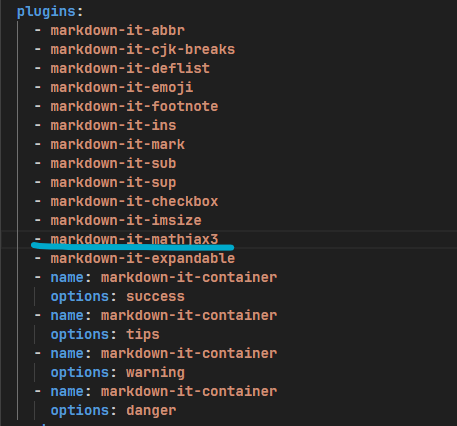 plugins:
- markdown-it-abbr
- markdown-it-cjk-breaks
- markdown-it-deflist
- markdown-it-emoji
- markdown-it-footnote
- markdown-it-ins
- markdown-it-mark
- markdown-it-sub
- markdown-it-sup
- markdown-it-checkbox
- markdown-it-imsize
- markdown-it-mathjax3
- markdown-it-expandable
- name: markdown-it-container
options: success
- name: markdown-it-container
options: tips
- name: markdown-it-container
options: warning
- name: markdown-it-container
options: danger